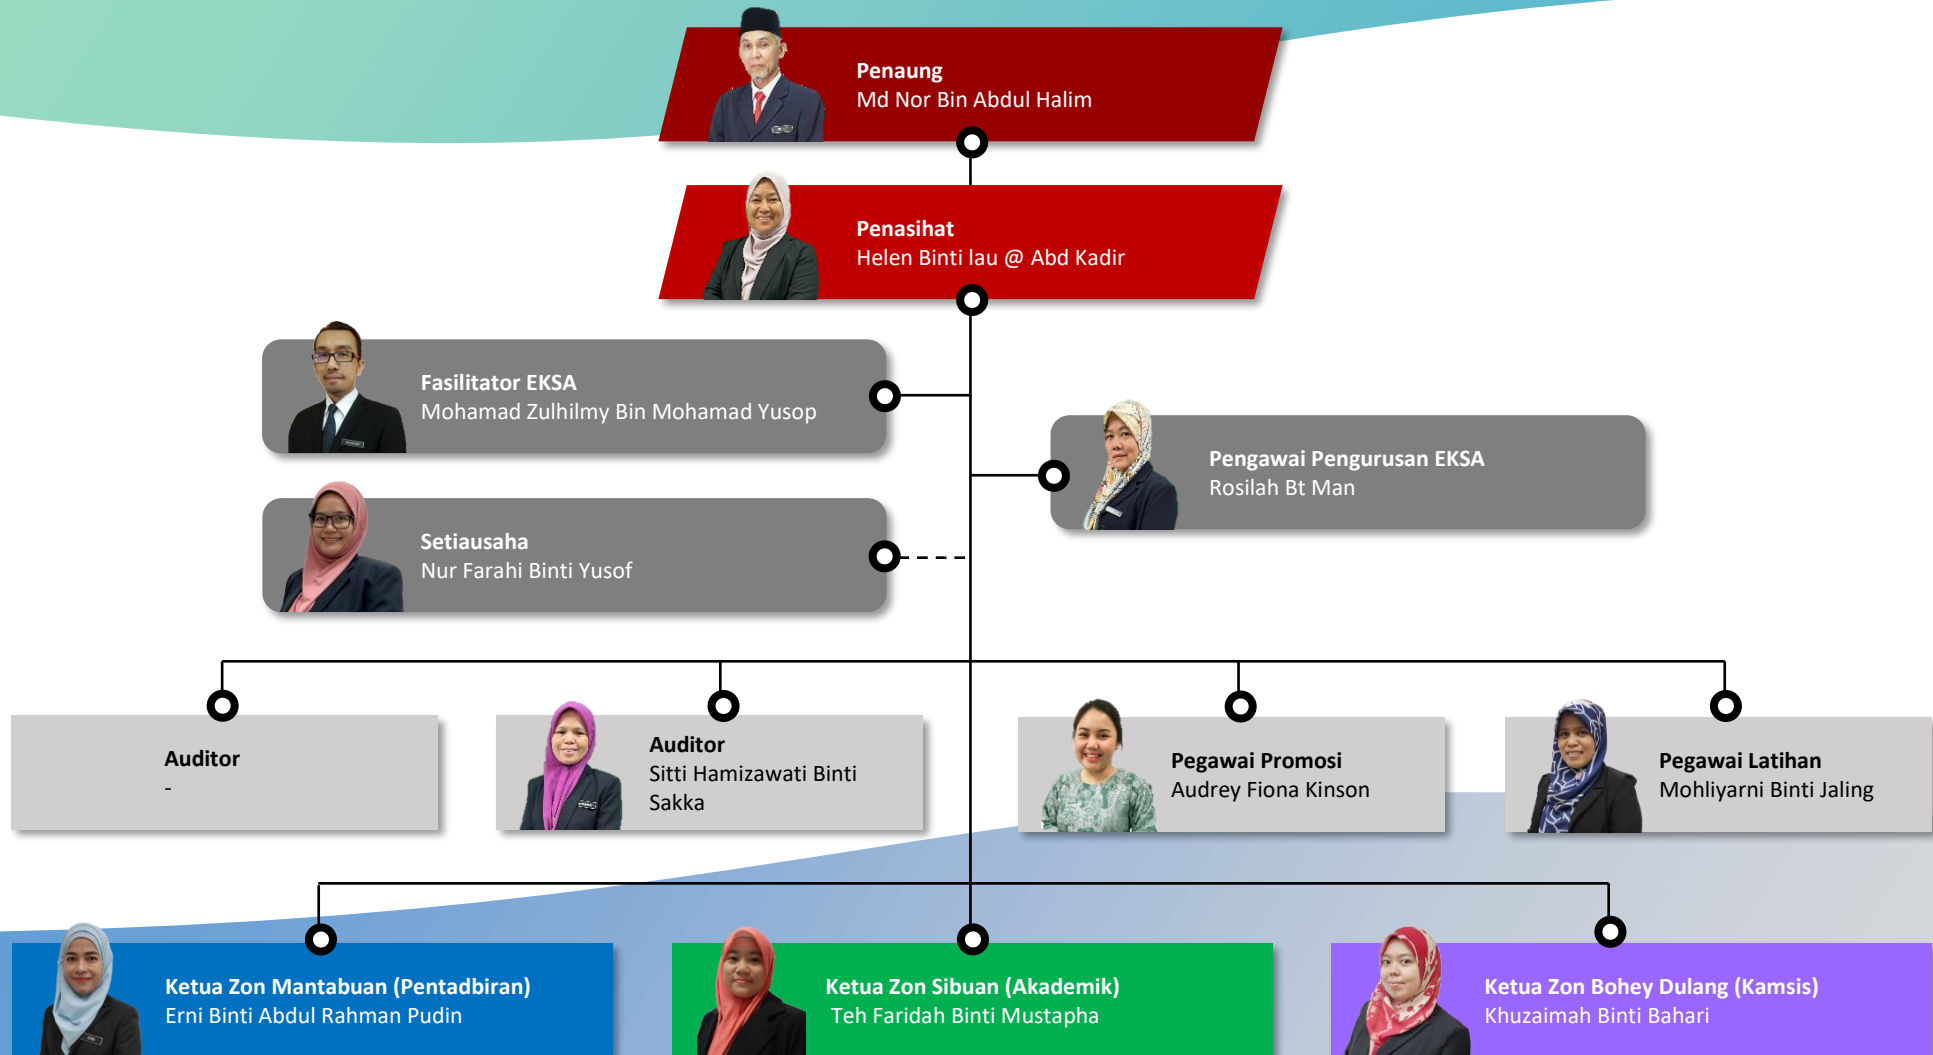 Penaung
Md Nor Bin Abdul Halim
Penasihat
Helen Binti lau @ Abd Kadir
Fasilitator EKSA
Mohamad Zulhilmy Bin Mohamad Yusop
Pengawai Pengurusan EKSA
Rosilah Bt Man
Setiausaha
Nur Farahi Binti Yusof
Auditor
-
Auditor
Sitti Hamizawati Binti
Sakka
Pegawai Promosi
Audrey Fiona Kinson
Pegawai Latihan
Mohliyarni Binti Jaling
Ketua Zon Mantabuan (Pentadbiran)
Erni Binti Abdul Rahman Pudin
Ketua Zon Sibuan (Akademik)
Teh Faridah Binti Mustapha
Ketua Zon Bohey Dulang (Kamsis)
Khuzaimah Binti Bahari